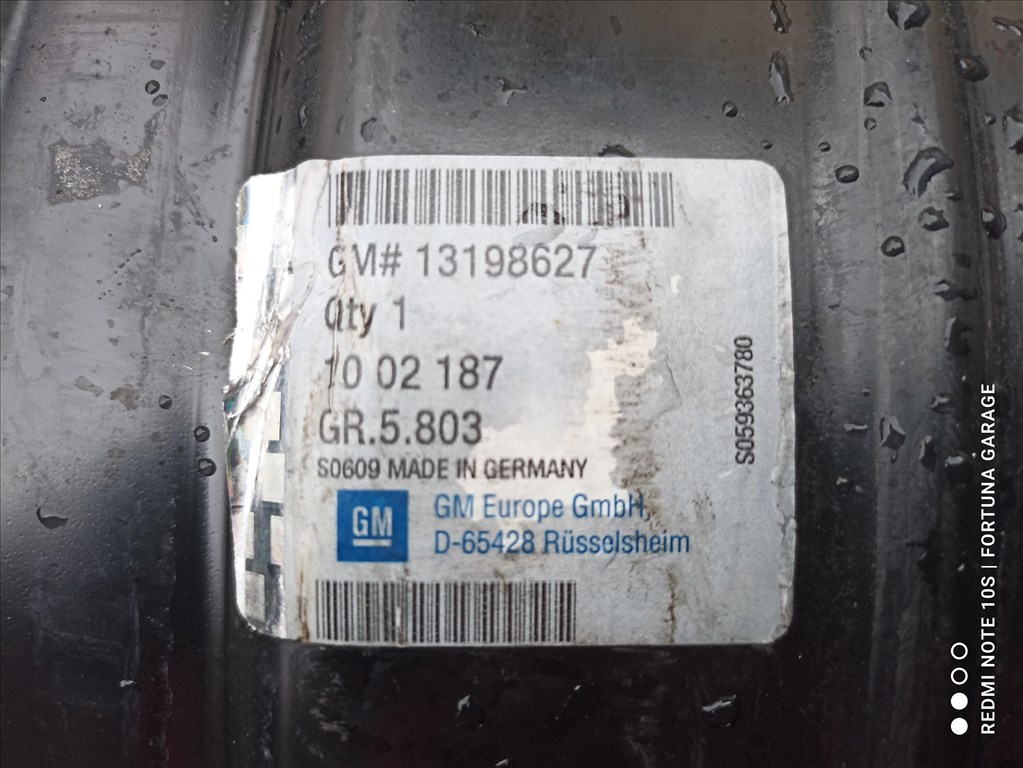 GM# 13198627
Qty 1
10 02 187
GR.5.803
S0609 MADE IN GERMANY
GM
GM Europe GmbH,
D-65428 Rüsselsheim
S059363780
REDMI NOTE 10S | FORTUNA GARAGE